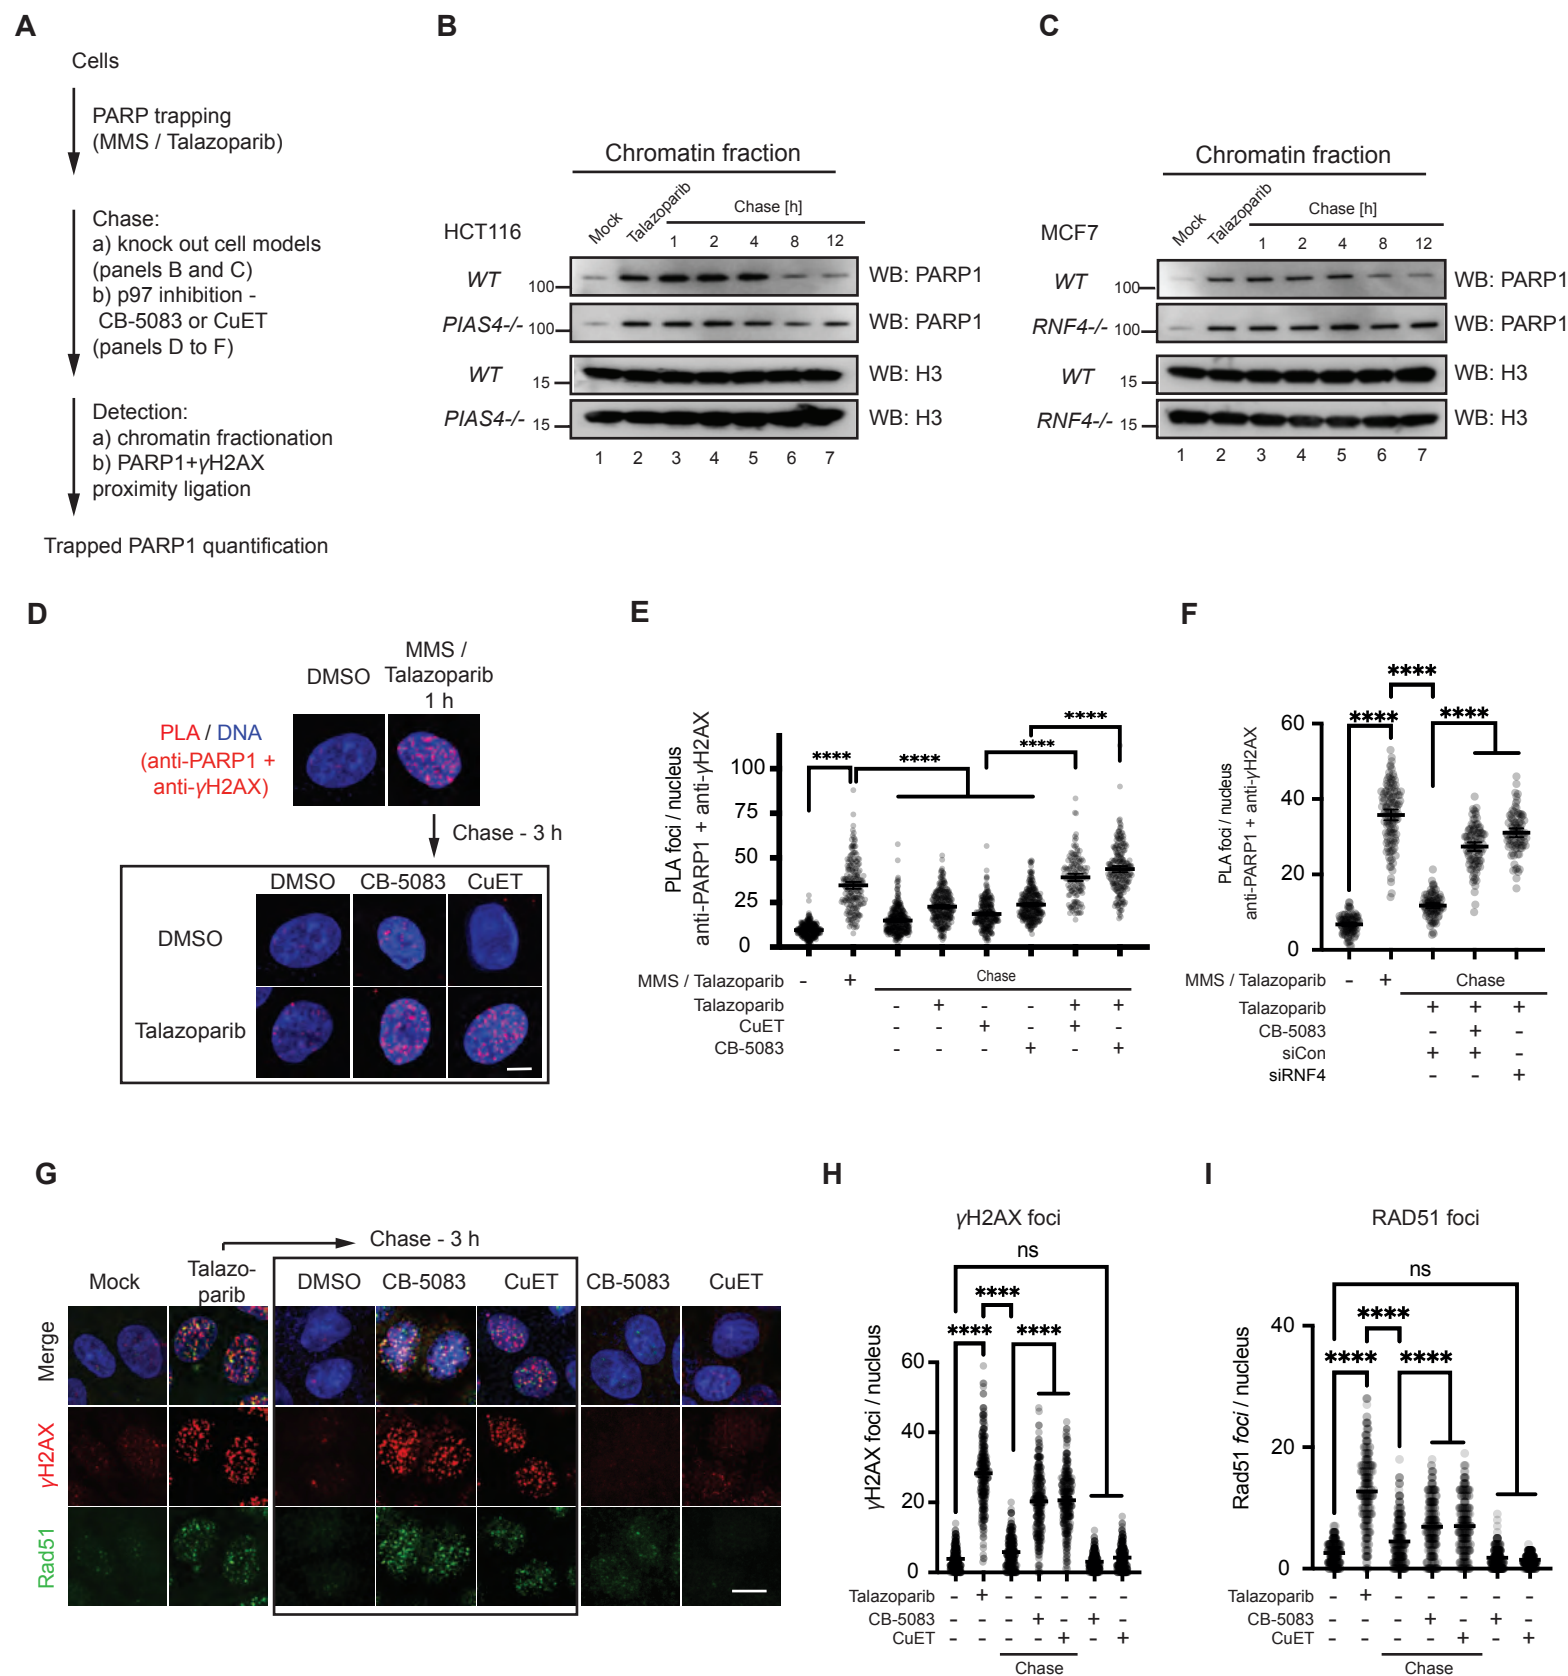 A
Cells
PARP trapping
(MMS / Talazoparib)
Chase:
a) knock out cell models
(panels B and C)
b) p97 inhibition -
CB-5083 or CuET
(panels D to F)
Detection:
a) chromatin fractionation
b) PARP1+γH2AX
proximity ligation
Trapped PARP1 quantification
B
Chromatin fraction
HCT116
Mock
Talazoparib
Chase [h]
1 2 4 8 12
WT 100 WB: PARP1
PIAS4-/- 100 WB: PARP1
WT 15 WB: H3
PIAS4-/- 15 WB: H3
1 2 3 4 5 6 7
C
Chromatin fraction
MCF7
Mock
Talazoparib
Chase [h]
1 2 4 8 12
WT 100 WB: PARP1
RNF4-/- 100 WB: PARP1
WT 15 WB: H3
RNF4-/- 15 WB: H3
1 2 3 4 5 6 7
D
DMSO
MMS /
Talazoparib
1 h
PLA / DNA
(anti-PARP1 +
anti-γH2AX)
Chase - 3 h
DMSO CB-5083 CuET
DMSO
Talazoparib
E
PLA foci / nucleus
anti-PARP1 + anti-γH2AX
100
75
50
25
0
**** **** **** ****
MMS / Talazoparib - + Chase
Talazoparib - + - - + +
CuET - - + - + -
CB-5083 - - - + - +
F
PLA foci / nucleus
anti-PARP1 + anti-γH2AX
60
40
20
0
**** **** ****
MMS / Talazoparib - + Chase
Talazoparib + + +
CB-5083 - + -
siCon + + -
siRNF4 - - +
G
Chase - 3 h
Mock
Talazo-
parib
DMSO CB-5083 CuET CB-5083 CuET
Merge
γH2AX
Rad51
H
γH2AX foci
ns
**** **** ****
γH2AX foci / nucleus
60
40
20
0
Talazoparib - + - - - - -
CB-5083 - - - + - + -
CuET - - - - + - +
Chase
I
RAD51 foci
ns
**** **** ****
Rad51 foci / nucleus
40
20
0
Talazoparib - + - - - - -
CB-5083 - - - + - + -
CuET - - - - + - +
Chase